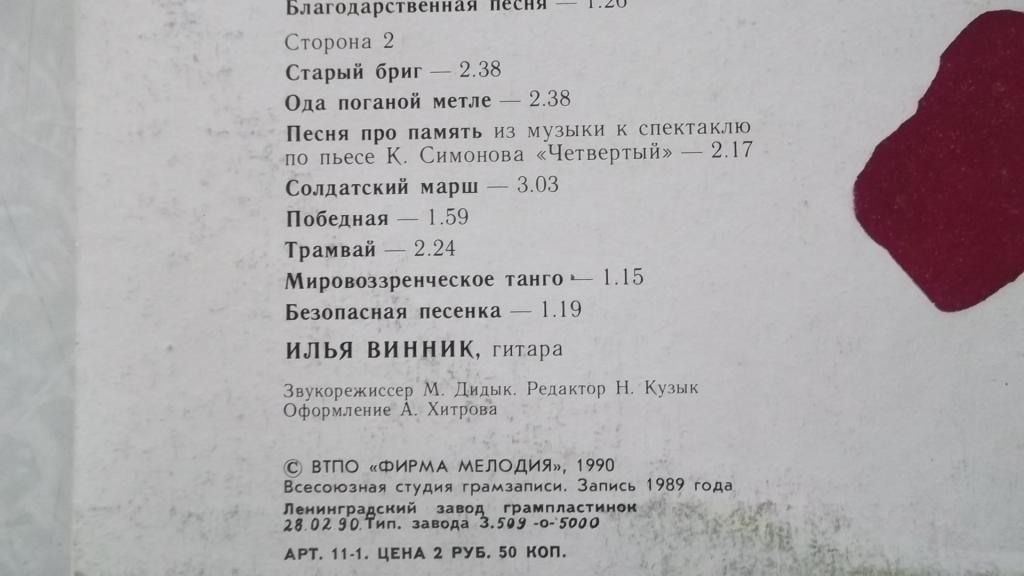 Благодарственная песня — 1.26
Сторона 2
Старый бриг — 2.38
Ода поганой метле — 2.38
Песня про память из музыки к спектаклю
по пьесе К. Симонова «Четвертый» — 2.17
Солдатский марш — 3.03
Победная — 1.59
Трамвай — 2.24
Мировоззренческое танго — 1.15
Безопасная песенка — 1.19
ИЛЬЯ ВИННИК, гитара
Звукорежиссер М. Дидык. Редактор Н. Кузык
Оформление А. Хитрова
© ВТПО «ФИРМА МЕЛОДИЯ», 1990
Всесоюзная студия грамзаписи. Запись 1989 года
Ленинградский завод грампластинок
28.02 90 Тип. завода З.509 -о-5000
АРТ. 11-1. ЦЕНА 2 РУБ. 50 КОП.